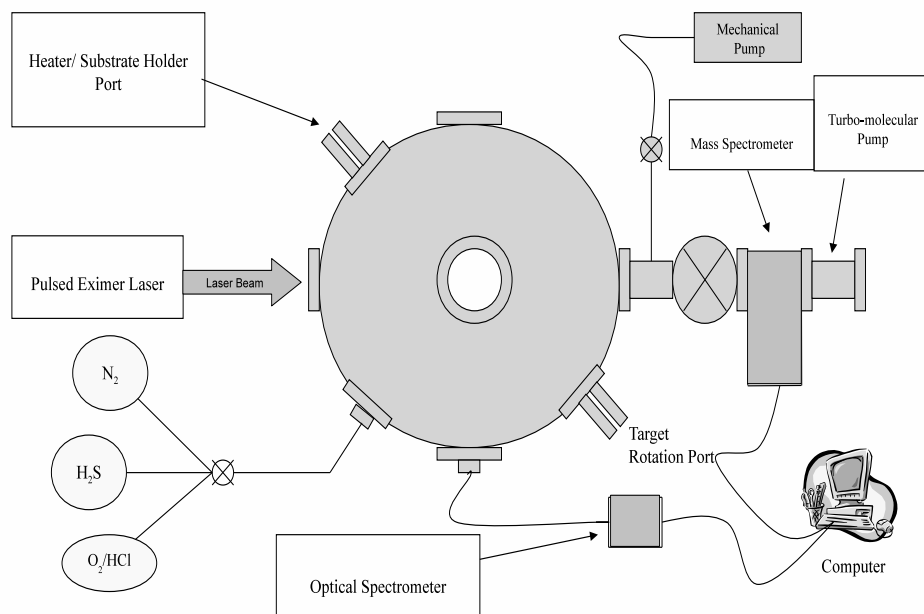 Mechanical
Pump
Heater/ Substrate Holder
Port
Mass Spectrometer
Turbo-molecular
Pump
Pulsed Eximer Laser
Laser Beam
N₂
H₂S
O₂/HCl
Target
Rotation Port
Optical Spectrometer
Computer